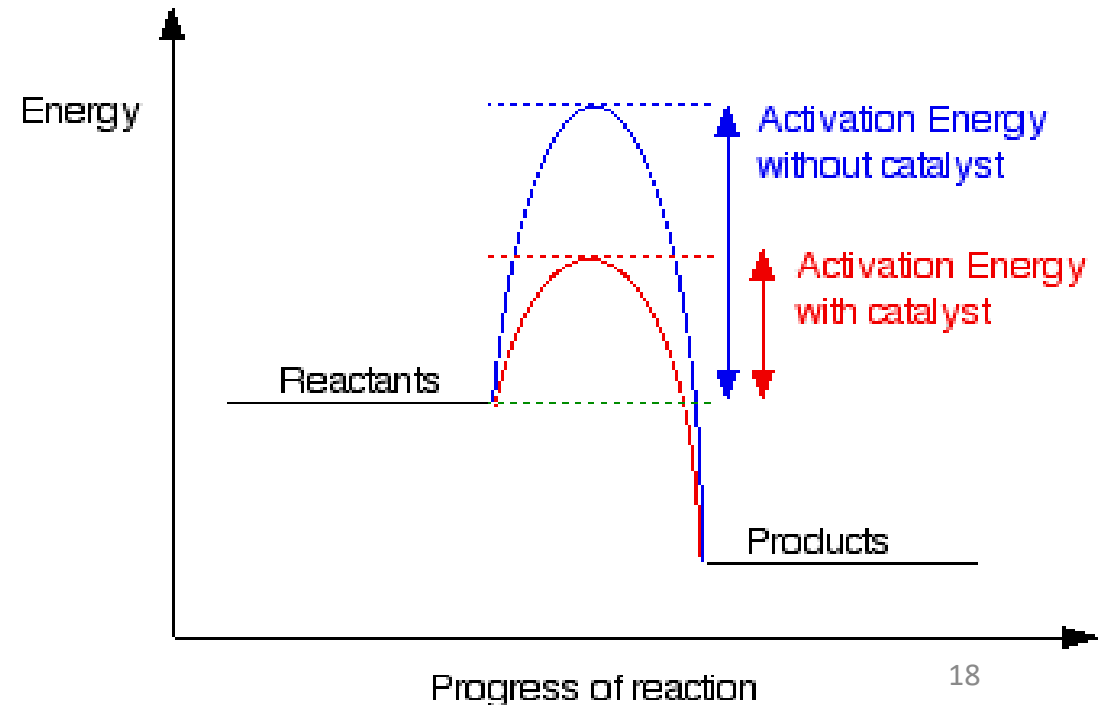 Energy
Activation Energy
without catalyst
Activation Energy
with catalyst
Reactants
Products
Progress of reaction
18